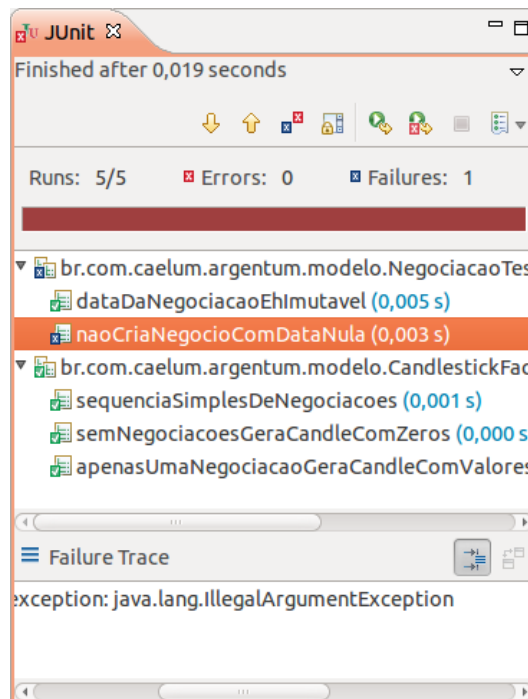 JUnit
Finished after 0,019 seconds
Runs: 5/5 Errors: 0 Failures: 1
br.com.caelum.argentum.modelo.NegociacaoTes
dataDaNegociacaoEhImutavel (0,005 s)
naoCriaNegocioComDataNula (0,003 s)
br.com.caelum.argentum.modelo.CandlestickFac
sequenciaSimplesDeNegociacoes (0,001 s)
semNegociacoesGeraCandleComZeros (0,000 s
apenasUmaNegociacaoGeraCandleComValores
Failure Trace
exception: java.lang.IllegalArgumentException